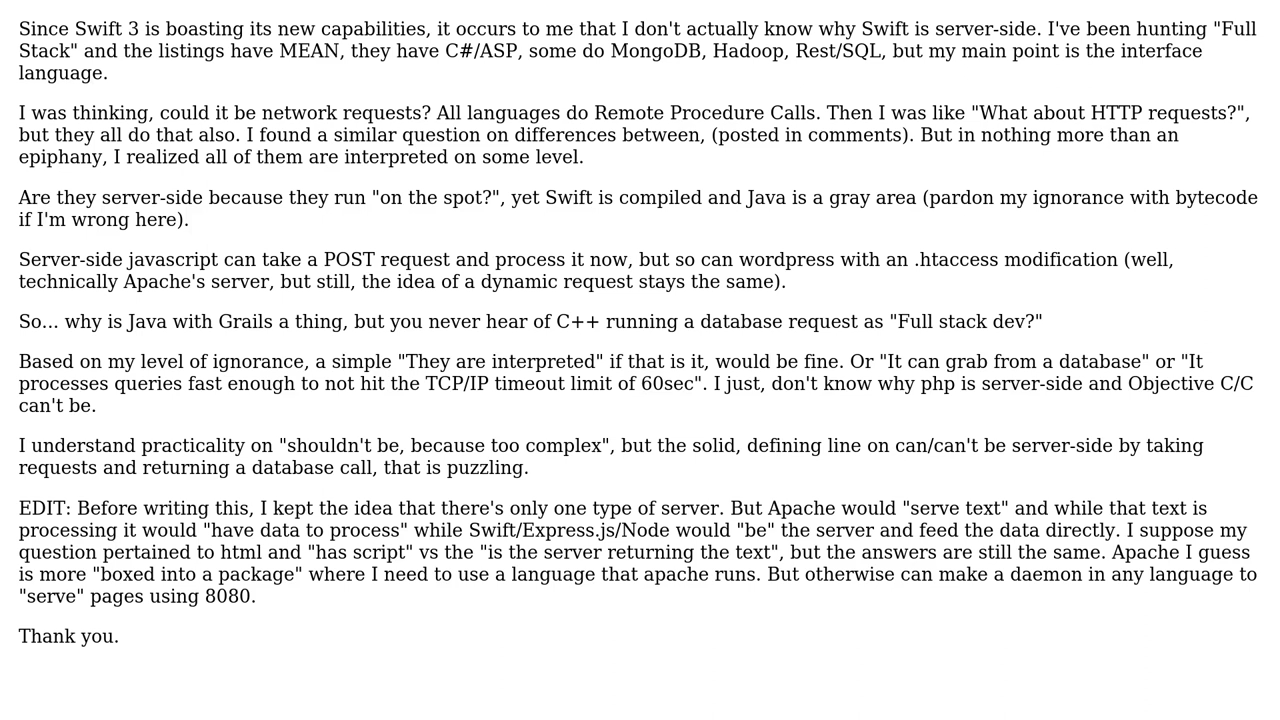 Since Swift 3 is boasting its new capabilities, it occurs to me that I don't actually know why Swift is server-side. I've been hunting "Full
Stack" and the listings have MEAN, they have C#/ASP, some do MongoDB, Hadoop, Rest/SQL, but my main point is the interface
language.
I was thinking, could it be network requests? All languages do Remote Procedure Calls. Then I was like "What about HTTP requests?",
but they all do that also. I found a similar question on differences between, (posted in comments). But in nothing more than an
epiphany, I realized all of them are interpreted on some level.
Are they server-side because they run "on the spot?", yet Swift is compiled and Java is a gray area (pardon my ignorance with bytecode
if I'm wrong here).
Server-side javascript can take a POST request and process it now, but so can wordpress with an .htaccess modification (well,
technically Apache's server, but still, the idea of a dynamic request stays the same).
So... why is Java with Grails a thing, but you never hear of C++ running a database request as "Full stack dev?"
Based on my level of ignorance, a simple "They are interpreted" if that is it, would be fine. Or "It can grab from a database" or "It
processes queries fast enough to not hit the TCP/IP timeout limit of 60sec". I just, don't know why php is server-side and Objective C/C
can't be.
I understand practicality on "shouldn't be, because too complex", but the solid, defining line on can/can't be server-side by taking
requests and returning a database call, that is puzzling.
EDIT: Before writing this, I kept the idea that there's only one type of server. But Apache would "serve text" and while that text is
processing it would "have data to process" while Swift/Express.js/Node would "be" the server and feed the data directly. I suppose my
question pertained to html and "has script" vs the "is the server returning the text", but the answers are still the same. Apache I guess
is more "boxed into a package" where I need to use a language that apache runs. But otherwise can make a daemon in any language to
"serve" pages using 8080.
Thank you.